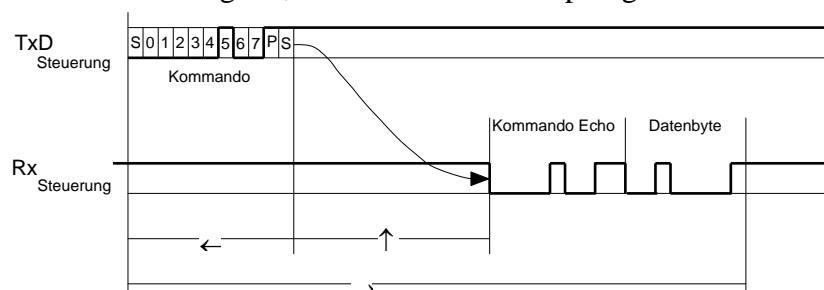 TxD
Steuerung
S 0 1 2 3 4 5 6 7 P S
Kommando
Kommando Echo
Datenbyte
Rx
Steuerung
← ↑